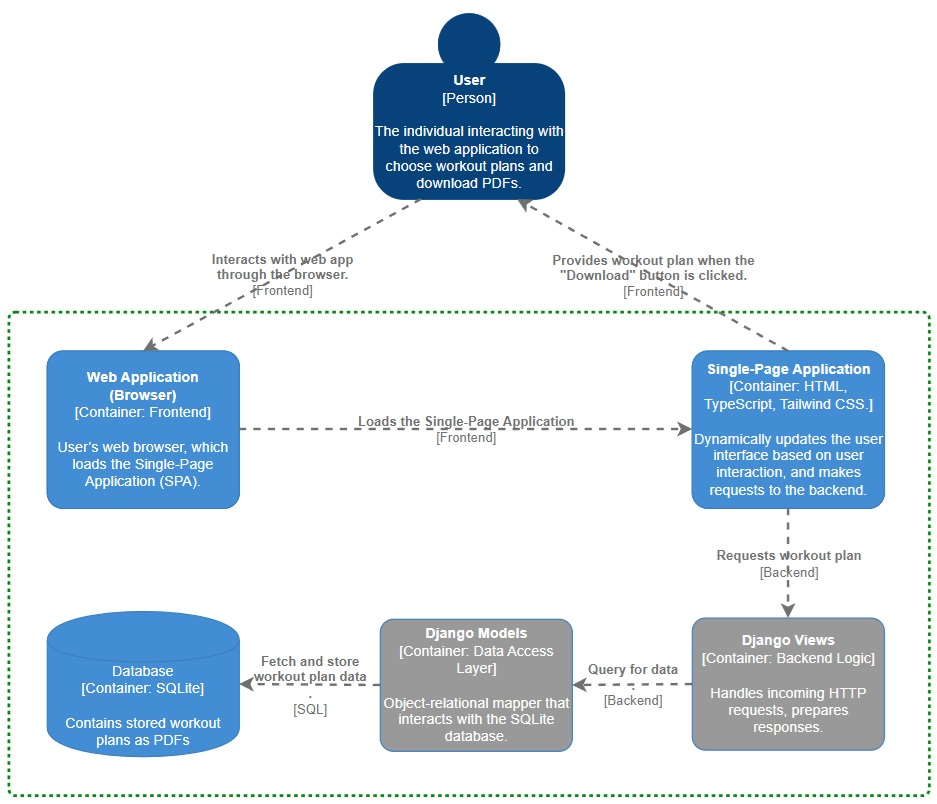 User
[Person]
The individual interacting with
the web application to
choose workout plans and
download PDFs.
Interacts with web app
through the browser.
[Frontend]
Provides workout plan when the
"Download" button is clicked.
[Frontend]
Web Application
(Browser)
[Container: Frontend]
User's web browser, which
loads the Single-Page
Application (SPA).
Loads the Single-Page Application
[Frontend]
Single-Page Application
[Container: HTML,
TypeScript, Tailwind CSS.]
Dynamically updates the user
interface based on user
interaction, and makes
requests to the backend.
Requests workout plan
[Backend]
Database
[Container: SQLite]
Contains stored workout
plans as PDFs
Fetch and store
workout plan data
.
[SQL]
Django Models
[Container: Data Access
Layer]
Object-relational mapper that
interacts with the SQLite
database.
Query for data
.
[Backend]
Django Views
[Container: Backend Logic]
Handles incoming HTTP
requests, prepares
responses.